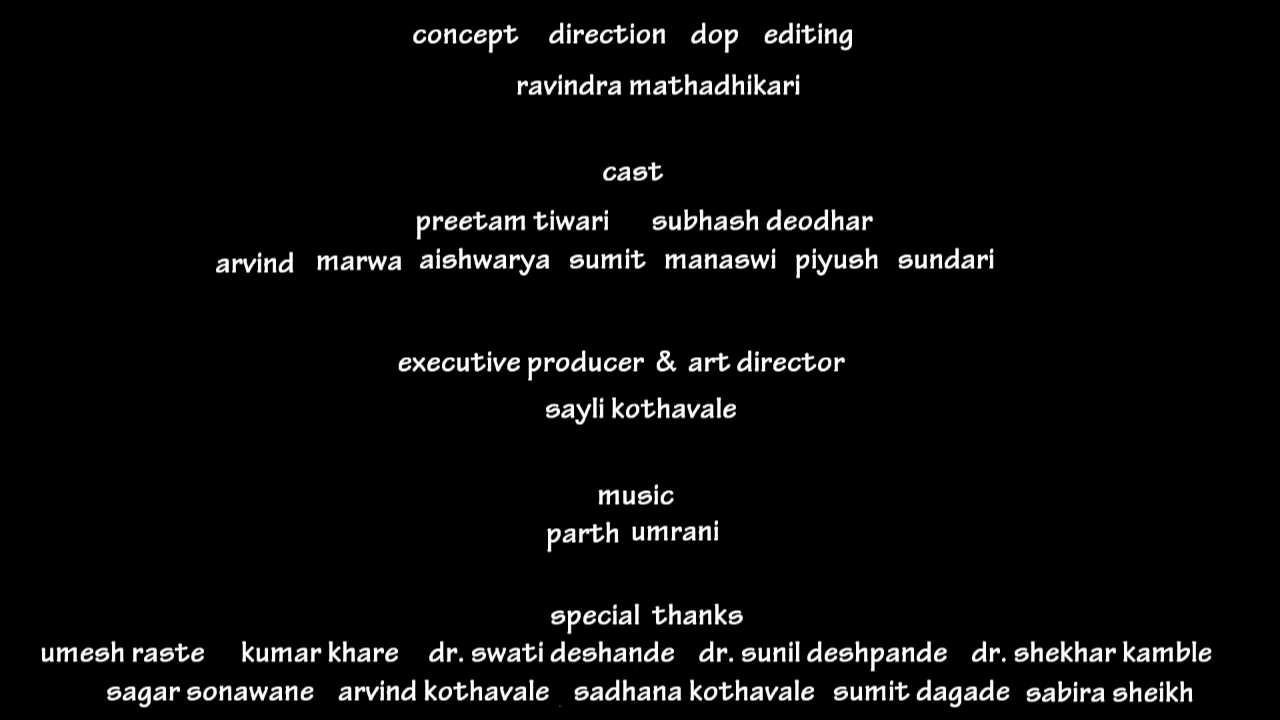 concept direction dop editing
ravindra mathadhikari
cast
preetam tiwari subhash deodhar
arvind marwa aishwarya sumit manaswi piyush sundari
executive producer & art director
sayli kothavale
music
parth umrani
special thanks
umesh raste kumar khare dr. swati deshande dr. sunil deshpande dr. shekhar kamble
sagar sonawane arvind kothavale sadhana kothavale sumit dagade sabira sheikh